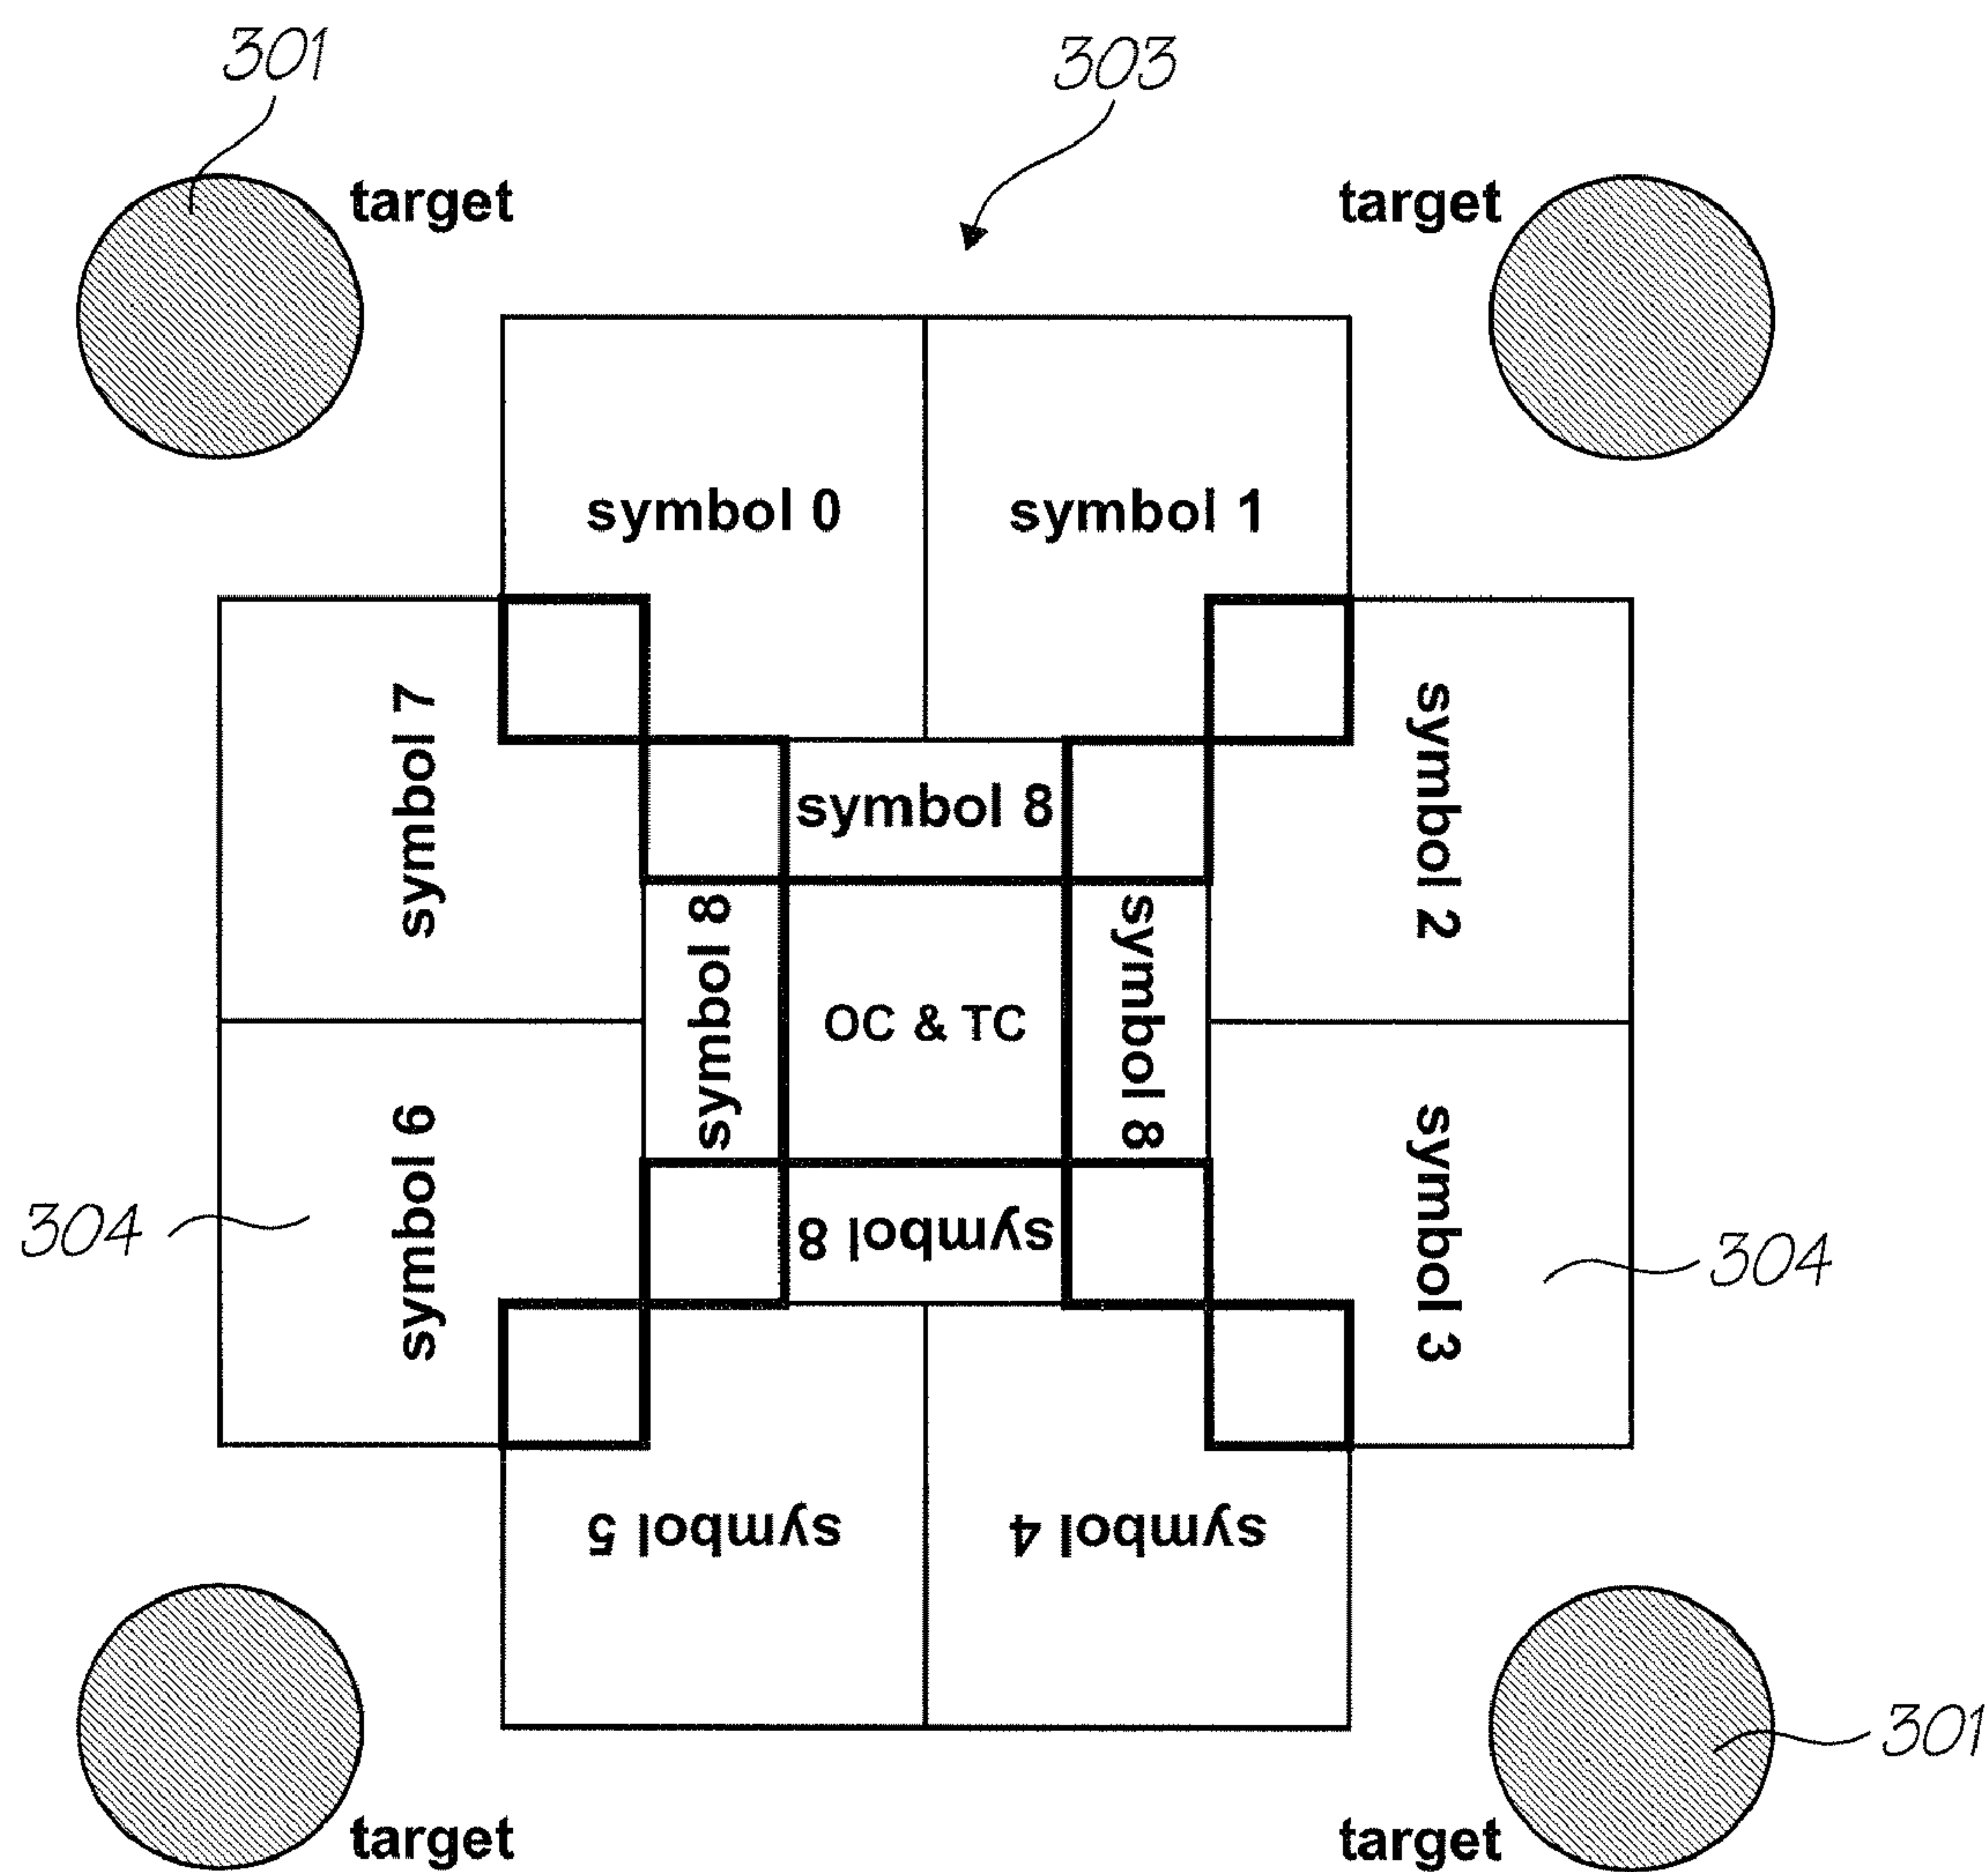 301
303
target
target
symbol 0
symbol 1
symbol 7
symbol 2
symbol 8
symbol 8
OC & TC
symbol 8
symbol 6
symbol 3
304
symbol 8
304
symbol 5
symbol 4
301
target
target